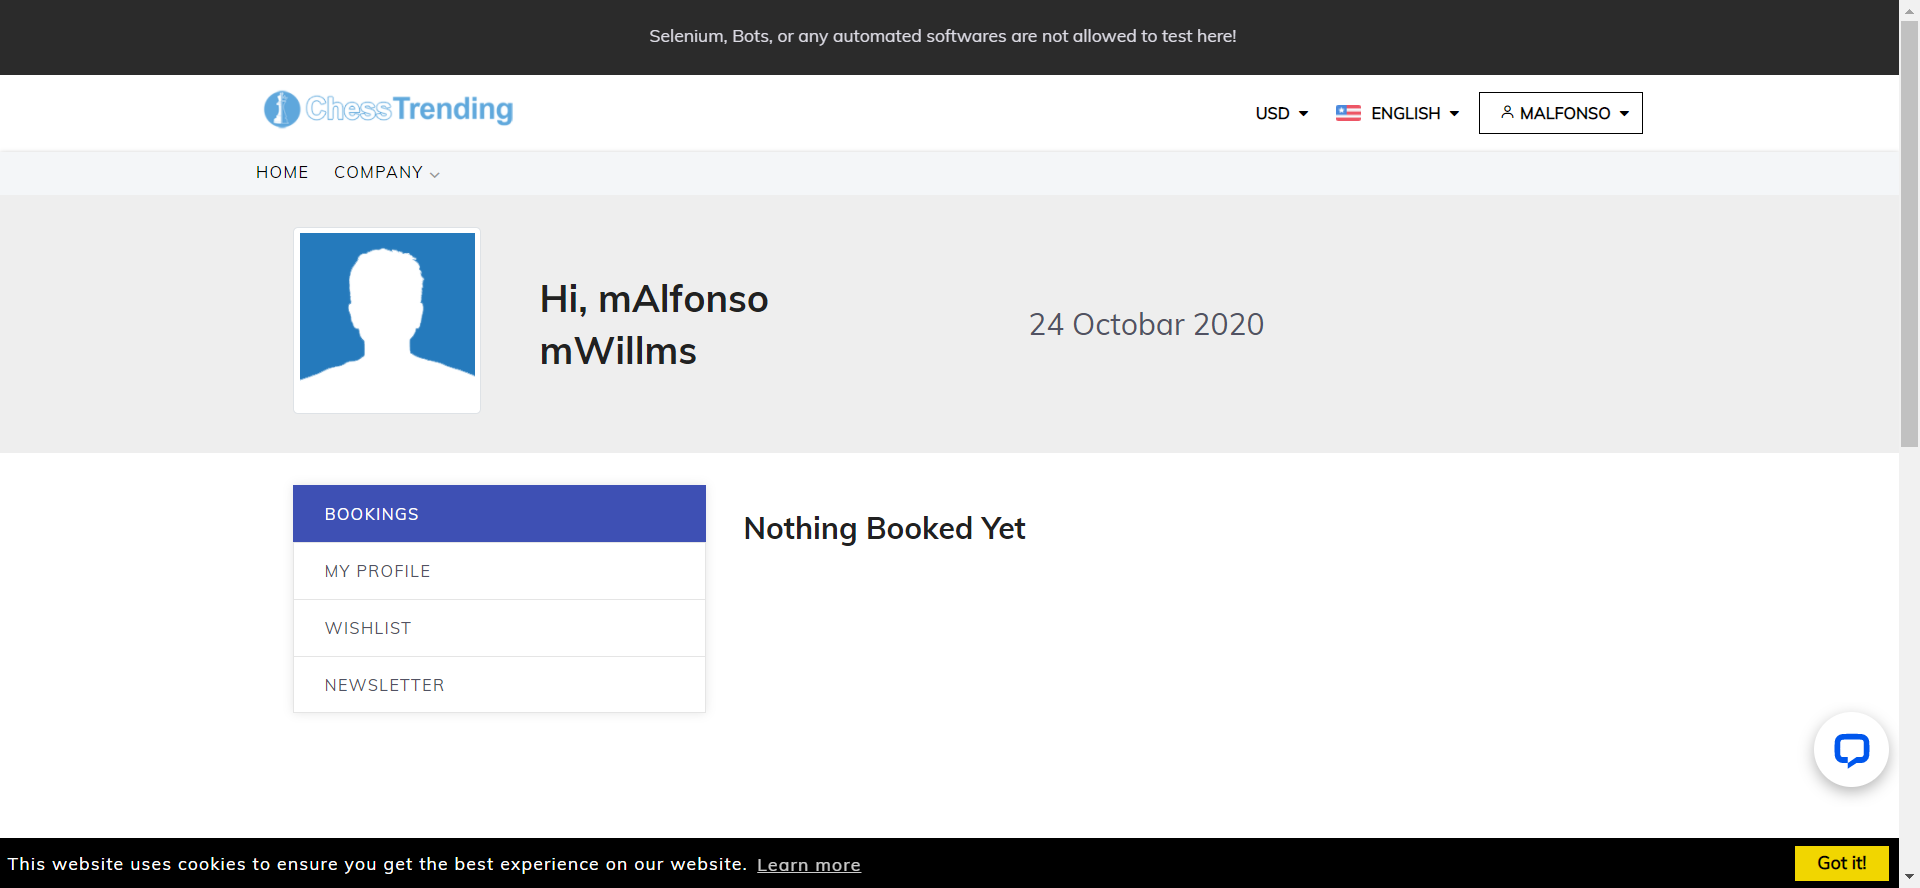 Selenium, Bots, or any automated softwares are not allowed to test here!
ChessTrending
USD
ENGLISH
MALFONSO
HOME
COMPANY
Hi, mAlfonso
mWillms
24 Octobar 2020
BOOKINGS
MY PROFILE
WISHLIST
NEWSLETTER
Nothing Booked Yet
This website uses cookies to ensure you get the best experience on our website. Learn more
Got it!